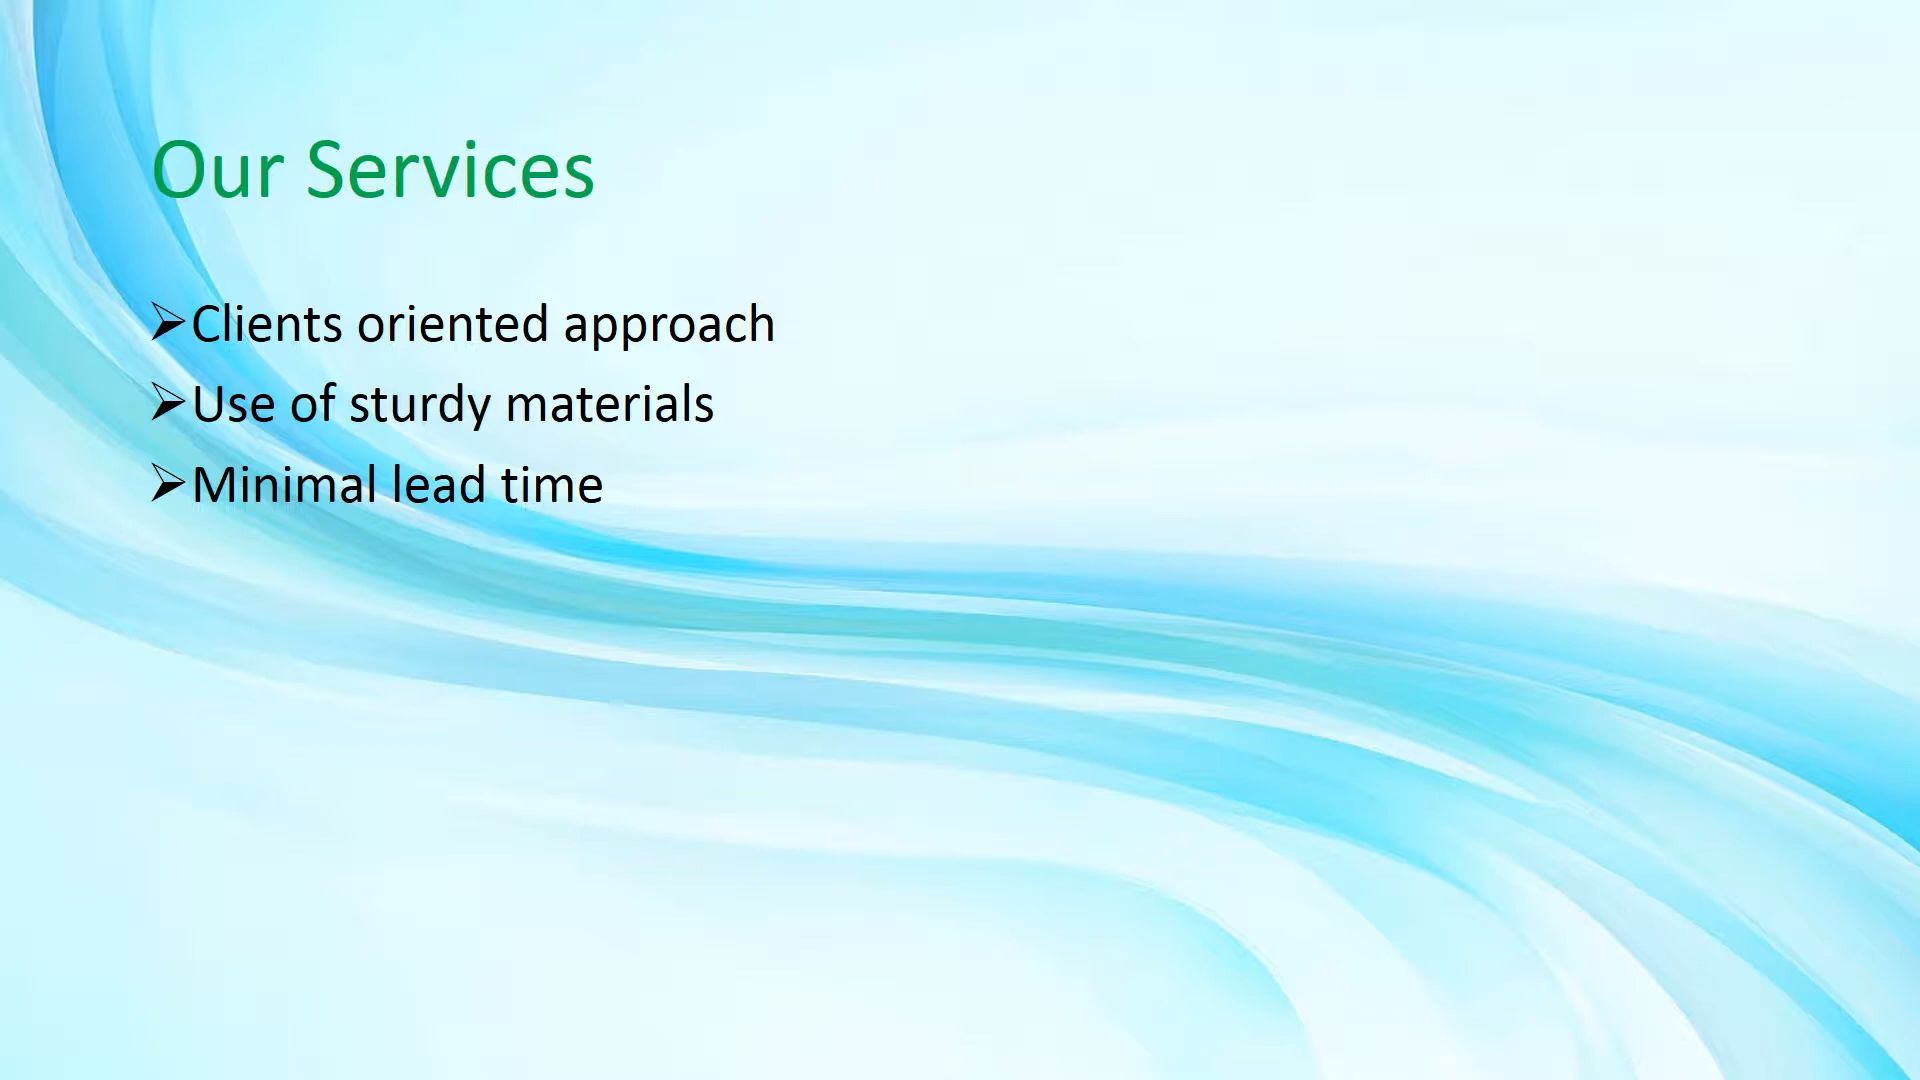 Our Services
➢Clients oriented approach
➢Use of sturdy materials
➢Minimal lead time